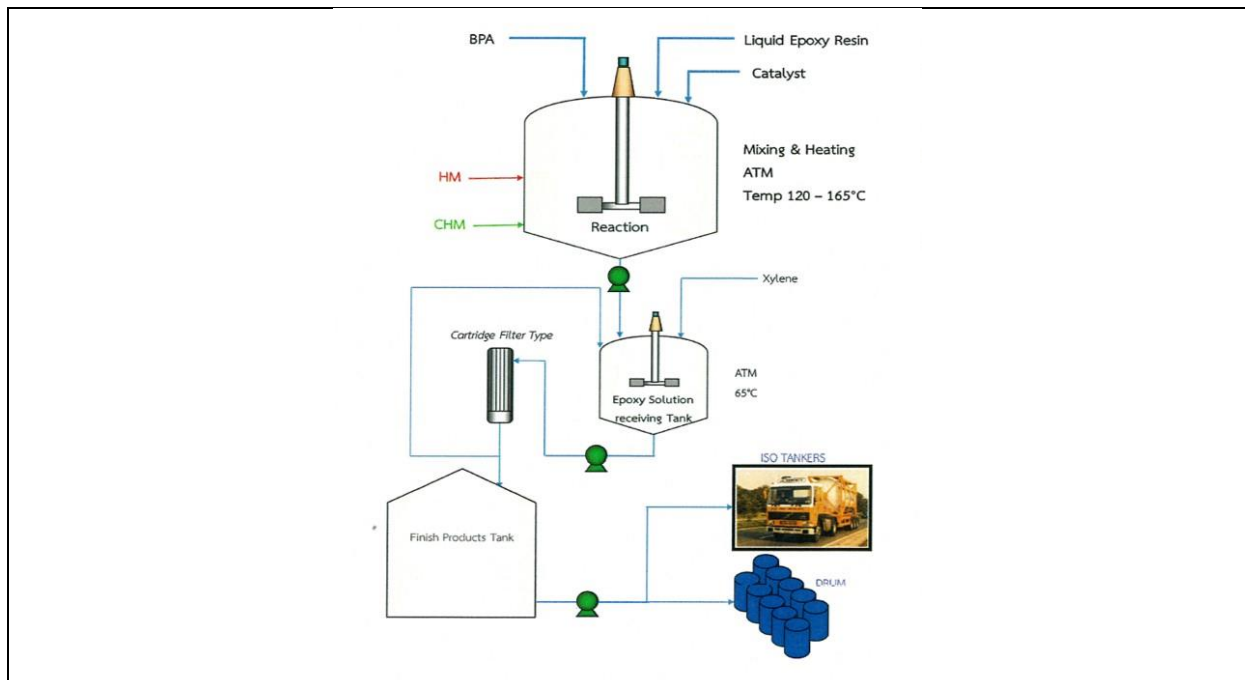 BPA
Liquid Epoxy Resin
Catalyst
Mixing & Heating
ATM
Temp 120 – 165°C
HM
CHM
Reaction
Xylene
Cartridge Filter Type
ATM
65°C
Epoxy Solution
receiving Tank
ISO TANKERS
Finish Products Tank
DRUM